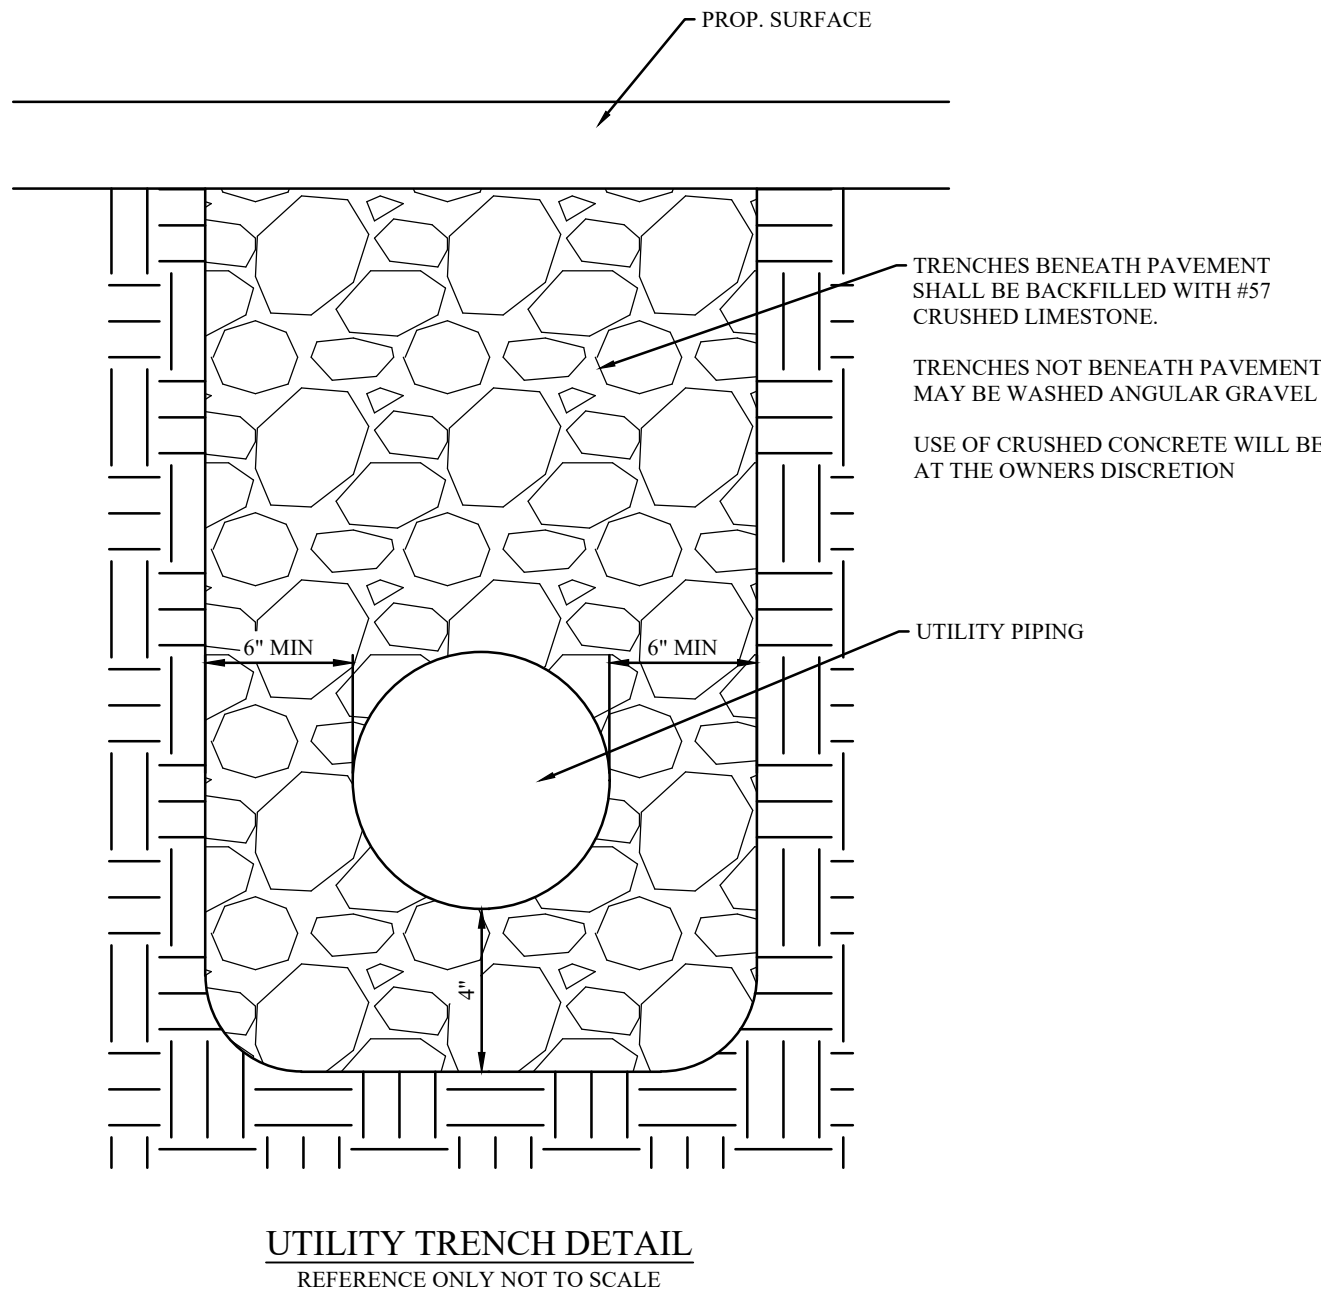 PROP. SURFACE
TRENCHES BENEATH PAVEMENT
SHALL BE BACKFILLED WITH #57
CRUSHED LIMESTONE.
TRENCHES NOT BENEATH PAVEMENT
MAY BE WASHED ANGULAR GRAVEL
USE OF CRUSHED CONCRETE WILL BE
AT THE OWNERS DISCRETION
UTILITY PIPING
6" MIN
6" MIN
4"
UTILITY TRENCH DETAIL
REFERENCE ONLY NOT TO SCALE